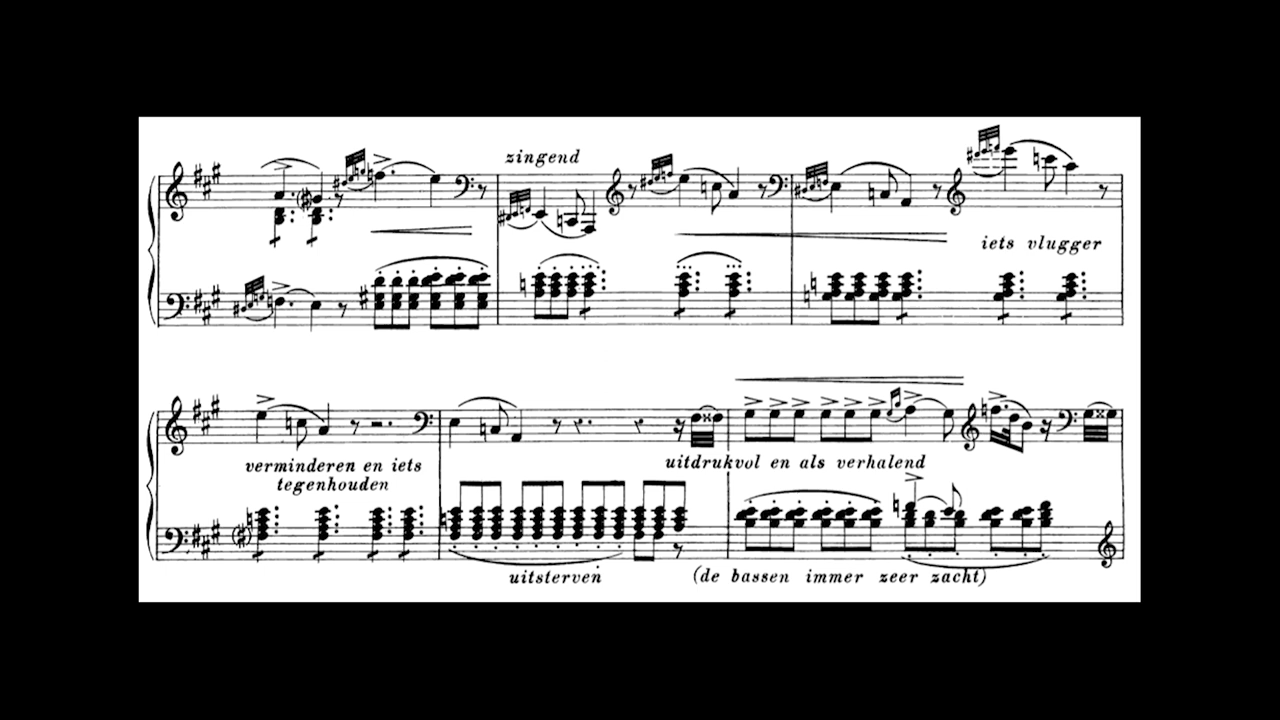 zingend
iets vlugger
verminderen en iets
tegenhouden
uitdrukvol en als verhalend
uitsterven
(de bassen immer zeer zacht)